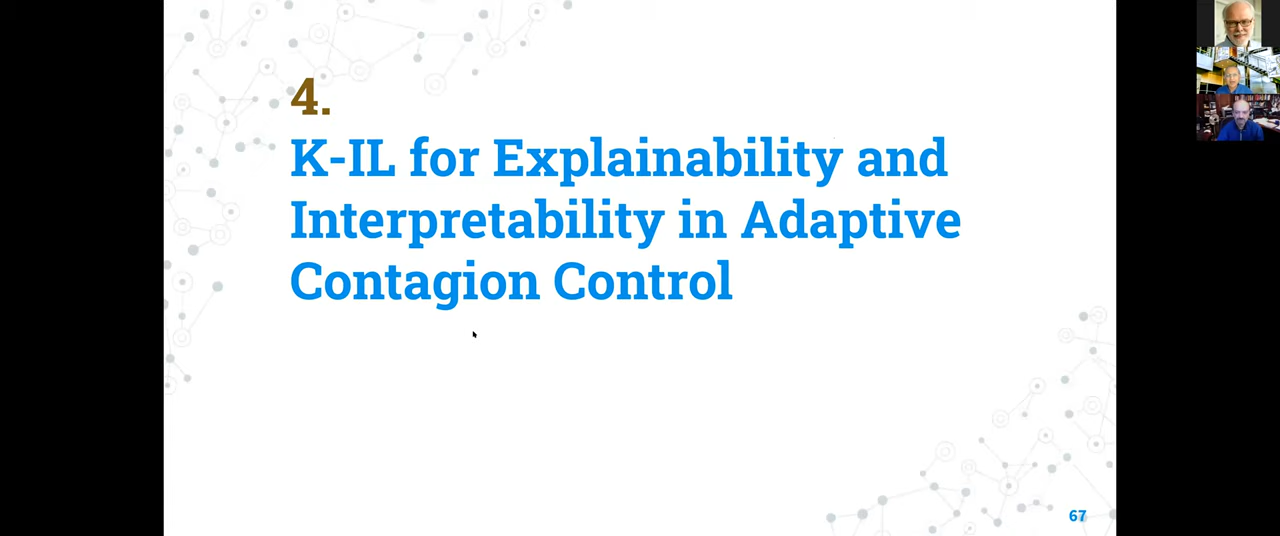 4.
K-IL for Explainability and
Interpretability in Adaptive
Contagion Control
67